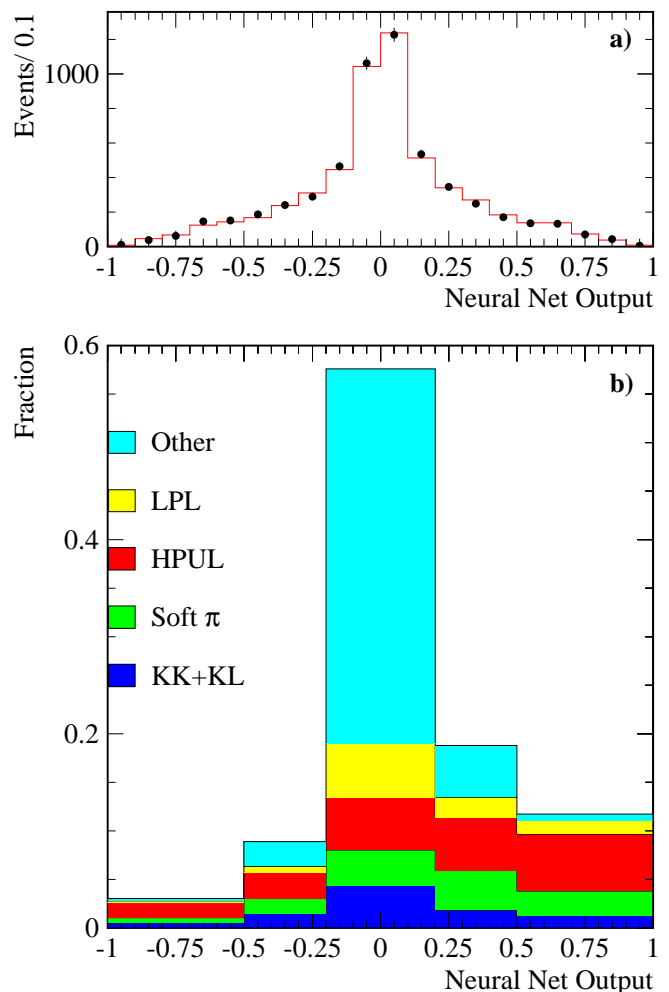 Events/ 0.1
a)
1000
0
-1 -0.75 -0.5 -0.25 0 0.25 0.5 0.75 1
Neural Net Output
Fraction
0.6
b)
Other
LPL
0.4
HPUL
Soft π
KK+KL
0.2
0
-1 -0.75 -0.5 -0.25 0 0.25 0.5 0.75 1
Neural Net Output